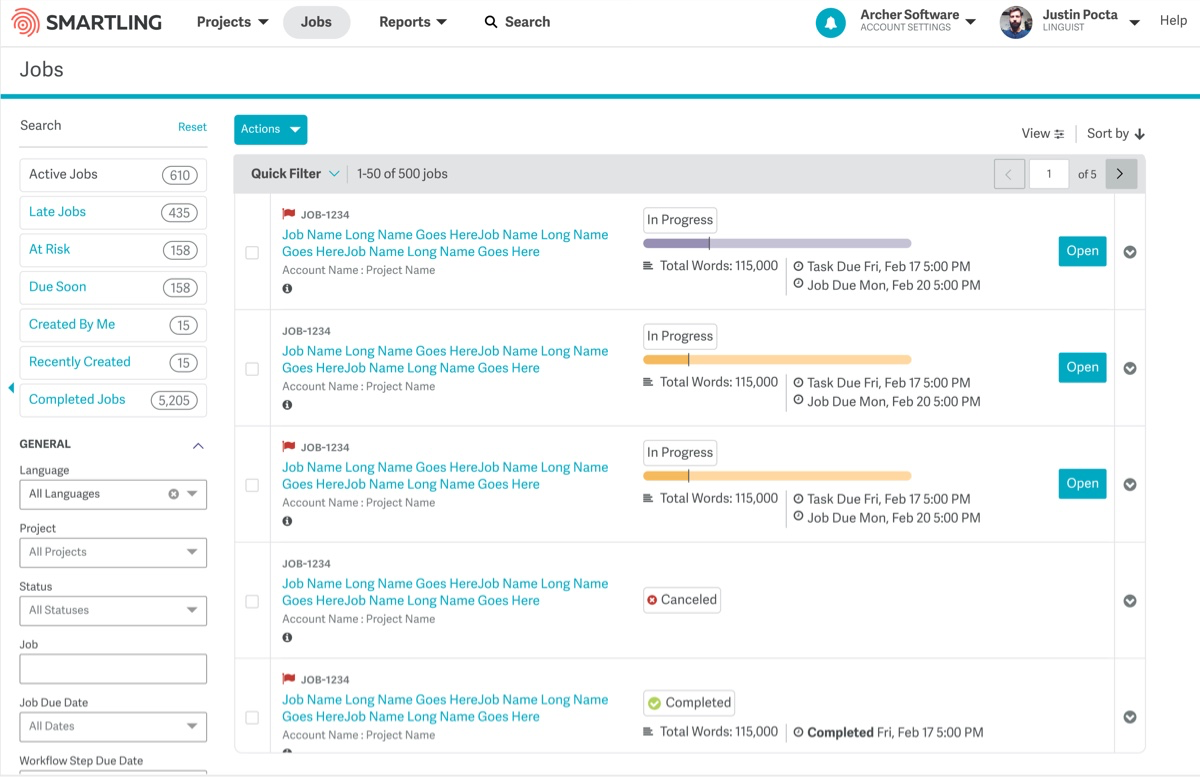 SMARTLING
Projects
Jobs
Reports
Search
Archer Software
ACCOUNT SETTINGS
Justin Pocta
LINGUIST
Help
Jobs
Search
Reset
Active Jobs 610
Late Jobs 435
At Risk 158
Due Soon 158
Created By Me 15
Recently Created 15
Completed Jobs 5,205
GENERAL
Language
All Languages
Project
All Projects
Status
All Statuses
Job
Job Due Date
All Dates
Workflow Step Due Date
Actions
View
Sort by
Quick Filter
1-50 of 500 jobs
1 of 5
JOB-1234
Job Name Long Name Goes HereJob Name Long Name
Goes HereJob Name Long Name Goes Here
Account Name : Project Name
In Progress
Total Words: 115,000
Task Due Fri, Feb 17 5:00 PM
Job Due Mon, Feb 20 5:00 PM
Open
JOB-1234
Job Name Long Name Goes HereJob Name Long Name
Goes HereJob Name Long Name Goes Here
Account Name : Project Name
In Progress
Total Words: 115,000
Task Due Fri, Feb 17 5:00 PM
Job Due Mon, Feb 20 5:00 PM
Open
JOB-1234
Job Name Long Name Goes HereJob Name Long Name
Goes HereJob Name Long Name Goes Here
Account Name : Project Name
In Progress
Total Words: 115,000
Task Due Fri, Feb 17 5:00 PM
Job Due Mon, Feb 20 5:00 PM
Open
JOB-1234
Job Name Long Name Goes HereJob Name Long Name
Goes HereJob Name Long Name Goes Here
Account Name : Project Name
Canceled
JOB-1234
Job Name Long Name Goes HereJob Name Long Name
Goes HereJob Name Long Name Goes Here
Account Name : Project Name
Completed
Total Words: 115,000
Completed Fri, Feb 17 5:00 PM